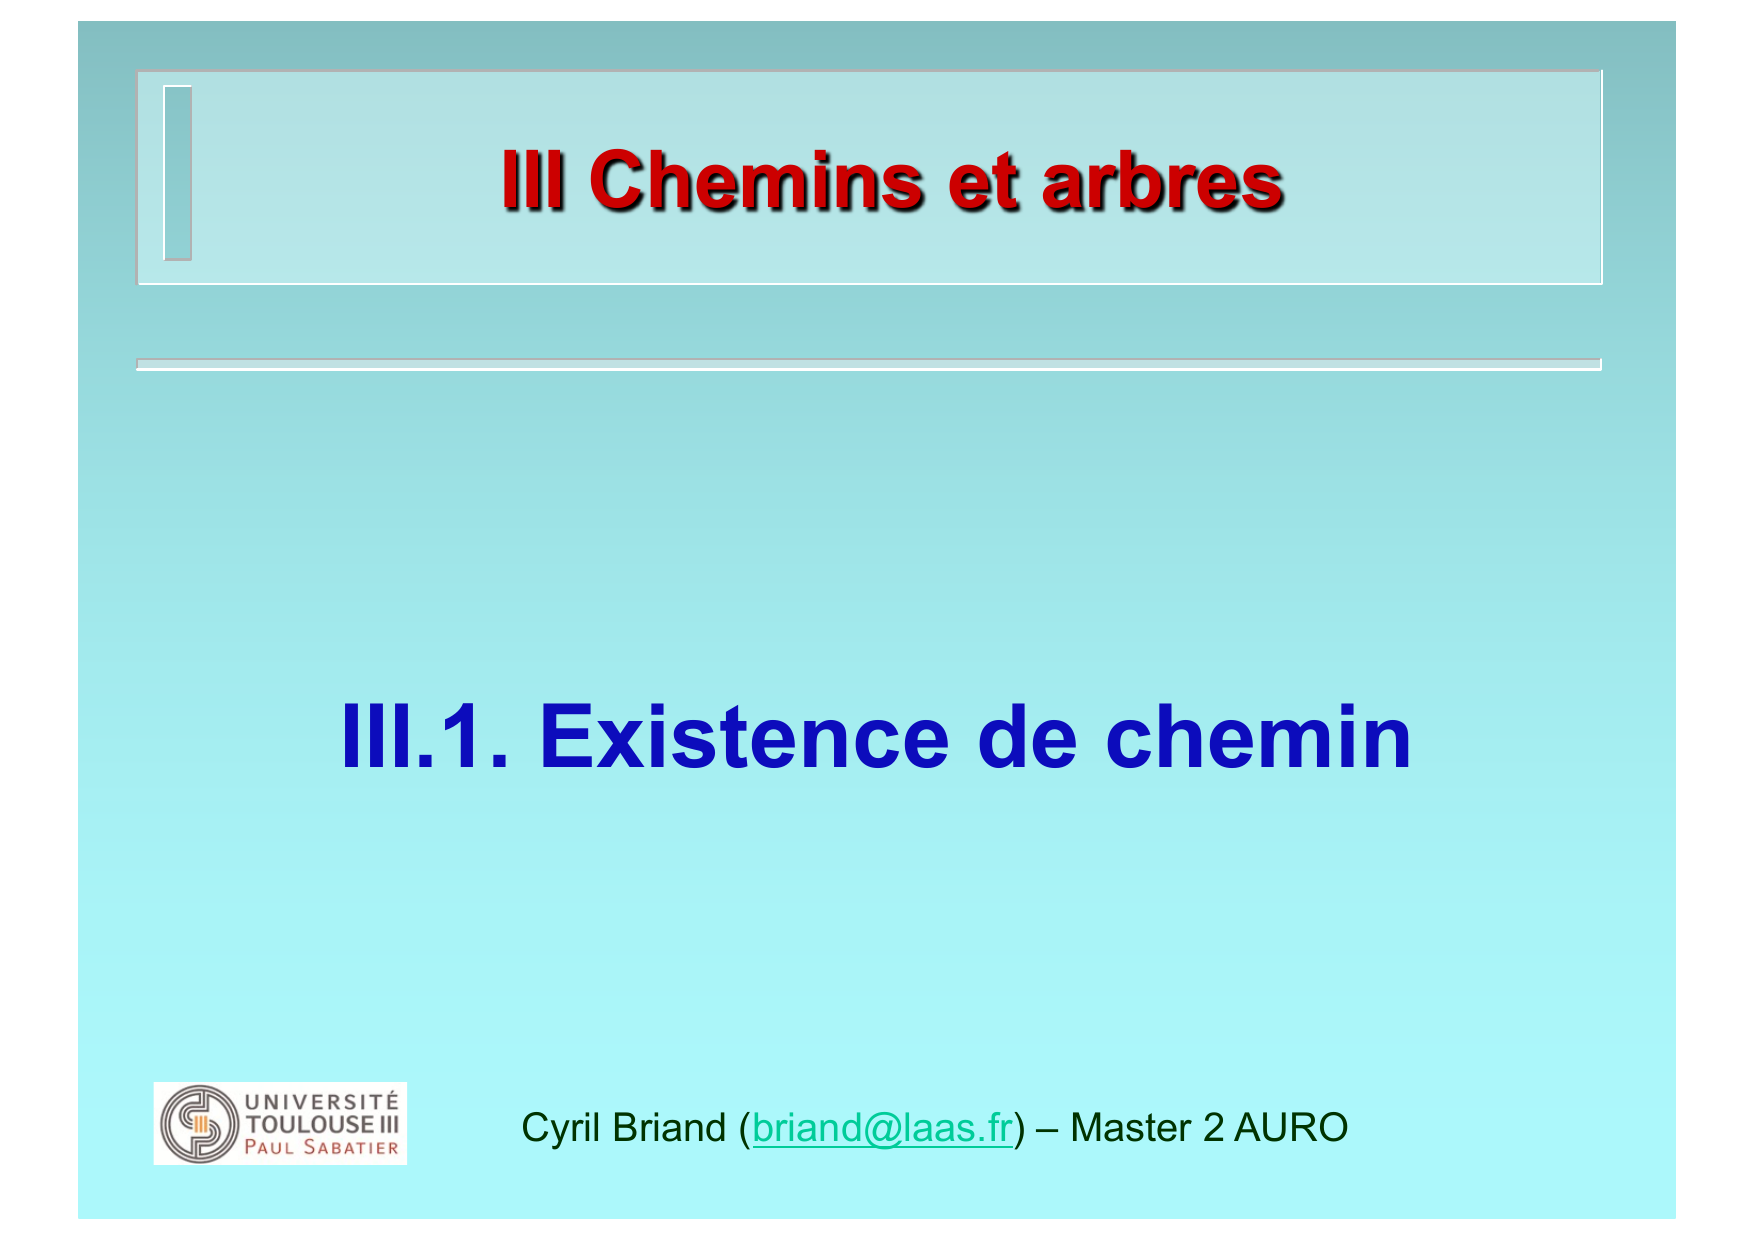 III Chemins et arbres
III.1. Existence de chemin
UNIVERSITÉ
TOULOUSE III
PAUL SABATIER
Cyril Briand (briand@laas.fr) – Master 2 AURO